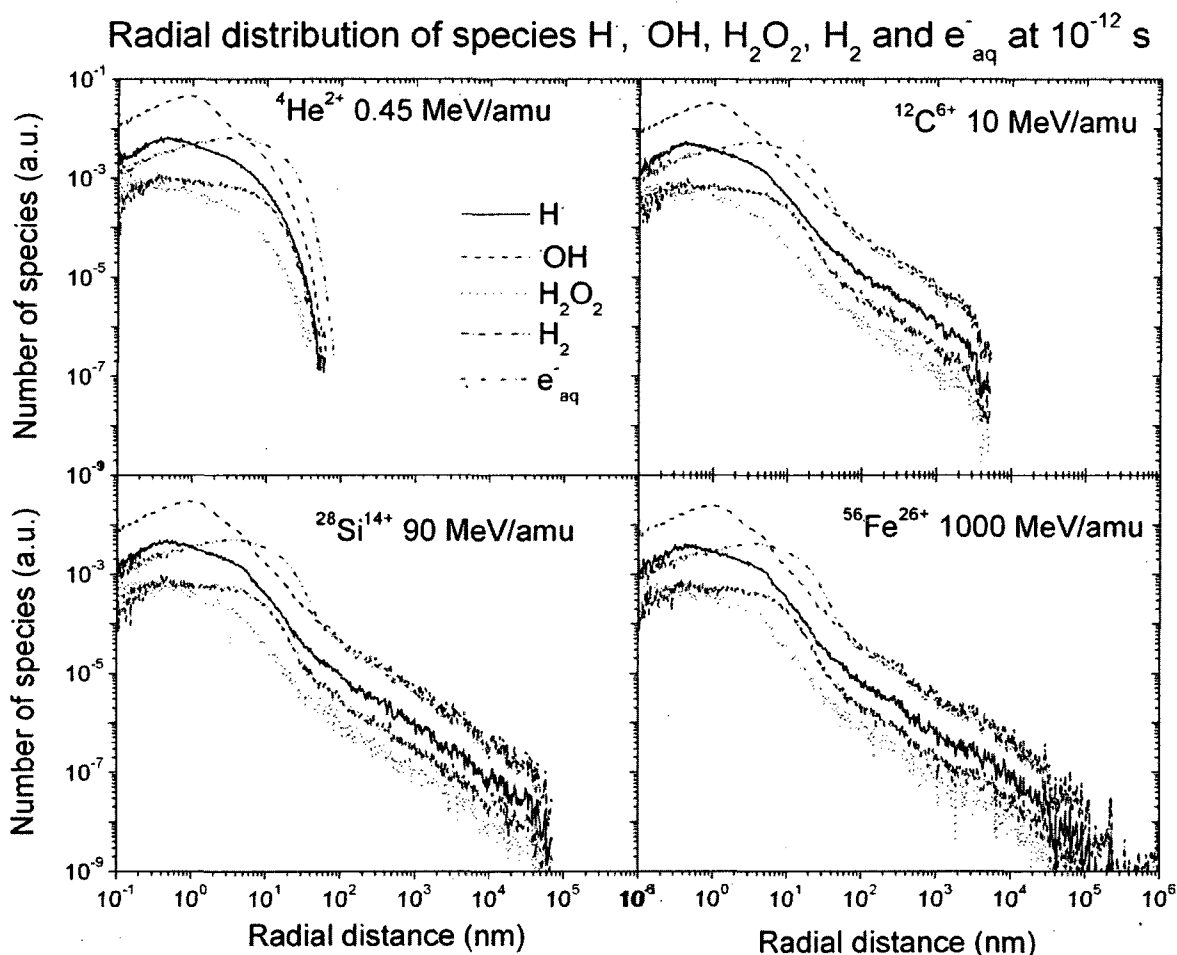 Radial distribution of species H·, ·OH, H₂O₂, H₂ and e⁻aq at 10⁻¹² s
⁴He²⁺ 0.45 MeV/amu
¹²C⁶⁺ 10 MeV/amu
Number of species (a.u.)
10⁻¹
10⁻³
10⁻⁵
10⁻⁷
10⁻⁹
H·
·OH
H₂O₂
H₂
e⁻aq
²⁸Si¹⁴⁺ 90 MeV/amu
⁵⁶Fe²⁶⁺ 1000 MeV/amu
Number of species (a.u.)
10⁻³
10⁻⁵
10⁻⁷
10⁻⁹
10⁻¹ 10⁰ 10¹ 10² 10³ 10⁴ 10⁵ 10⁰ 10¹ 10² 10³ 10⁴ 10⁵ 10⁶
Radial distance (nm) Radial distance (nm)